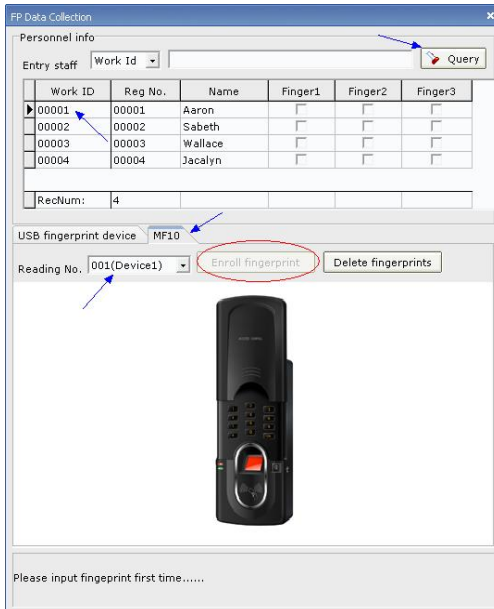 FP Data Collection x
Personnel info
Entry staff Work Id Query
Work ID Reg No. Name Finger1 Finger2 Finger3
00001 00001 Aaron
00002 00002 Sabeth
00003 00003 Wallace
00004 00004 Jacalyn
RecNum: 4
USB fingerprint device MF10
Reading No. 001(Device1) Enroll fingerprint Delete fingerprints
Please input fingeprint first time......